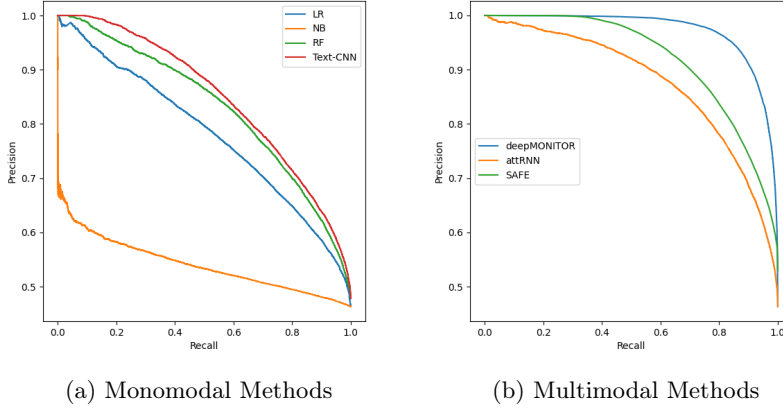 1.0
0.9
0.8
0.7
0.6
0.5
Precision
0.0 0.2 0.4 0.6 0.8 1.0
Recall
LR
NB
RF
Text-CNN
(a) Monomodal Methods
1.0
0.9
0.8
0.7
0.6
0.5
Precision
0.0 0.2 0.4 0.6 0.8 1.0
Recall
deepMONITOR
attRNN
SAFE
(b) Multimodal Methods